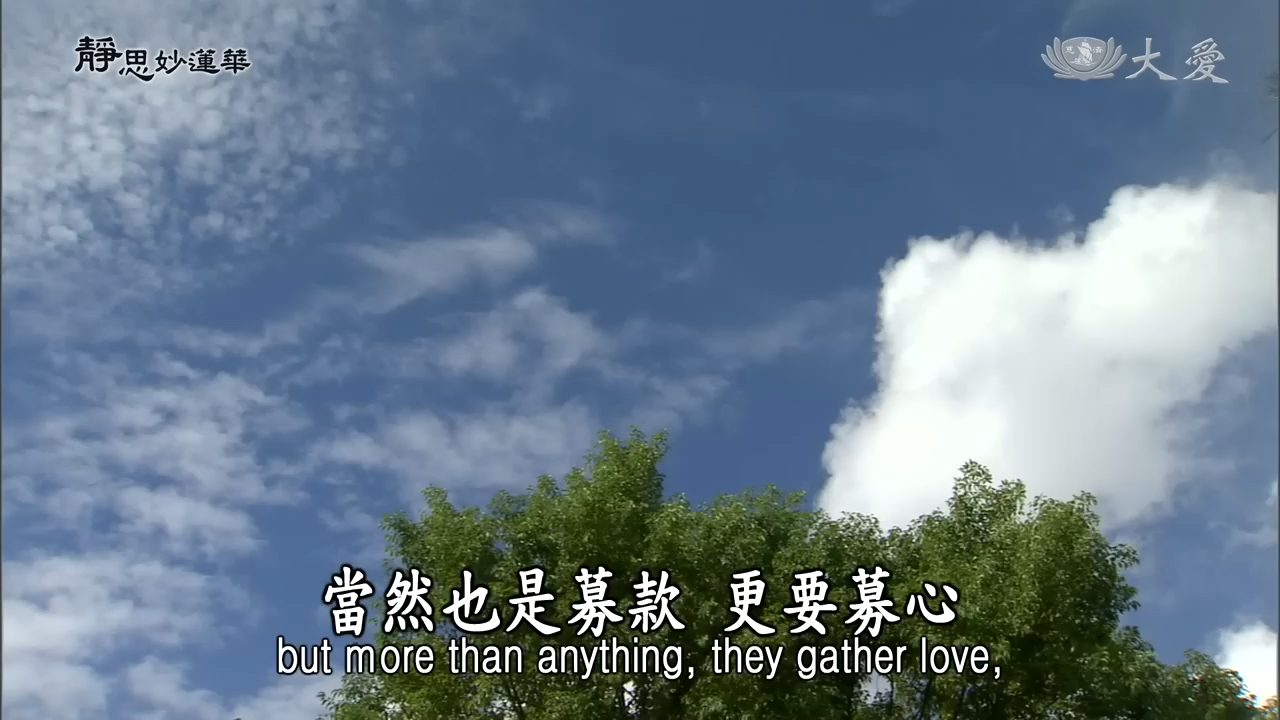 靜思妙蓮華
大愛
當然也是募款 更要募心
but more than anything, they gather love,